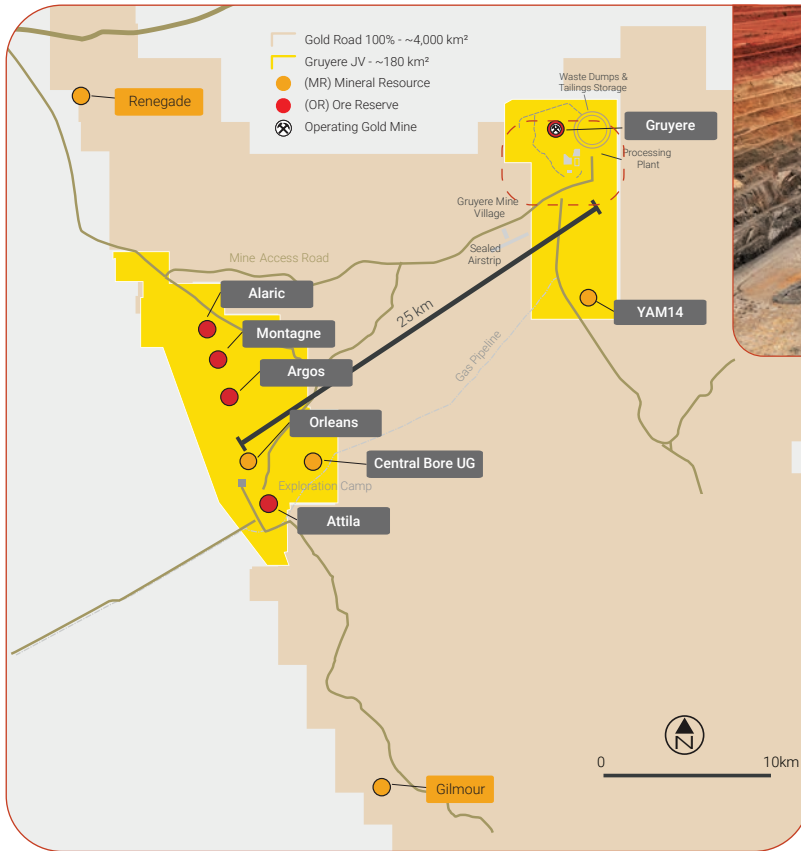 Gold Road 100% - ~4,000 km²
Gruyere JV - ~180 km²
(MR) Mineral Resource
(OR) Ore Reserve
Operating Gold Mine
Renegade
Waste Dumps &
Tailings Storage
Gruyere
Processing
Plant
Gruyere Mine
Village
Sealed
Airstrip
Mine Access Road
Alaric
Montagne
Argos
25 km
YAM14
Gas Pipeline
Orleans
Central Bore UG
Exploration Camp
Attila
N
0
10km
Gilmour